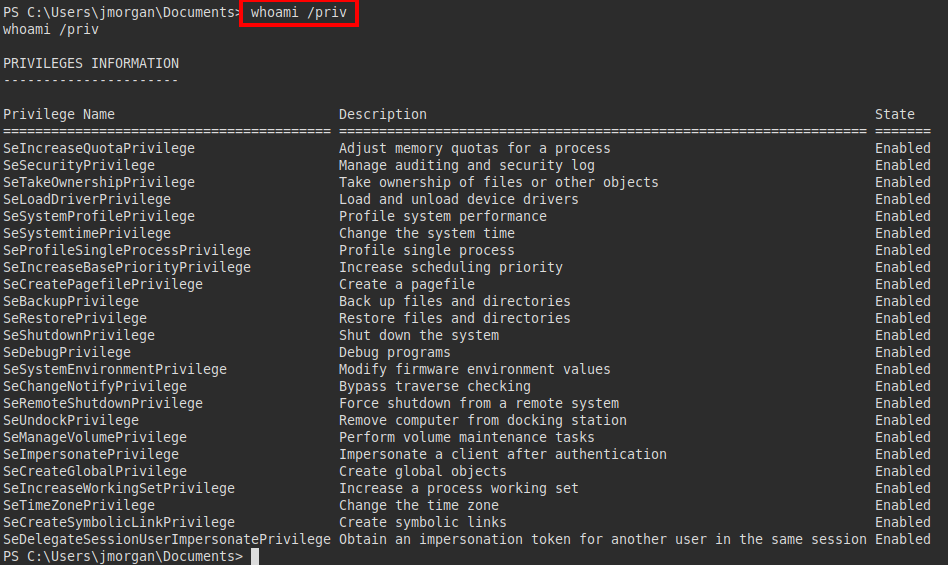 PS C:\Users\jmorgan\Documents> whoami /priv
whoami /priv
PRIVILEGES INFORMATION
----------------------
Privilege Name                            Description                                                        State
========================================= ================================================================== =======
SeIncreaseQuotaPrivilege                  Adjust memory quotas for a process                                 Enabled
SeSecurityPrivilege                       Manage auditing and security log                                   Enabled
SeTakeOwnershipPrivilege                  Take ownership of files or other objects                           Enabled
SeLoadDriverPrivilege                     Load and unload device drivers                                     Enabled
SeSystemProfilePrivilege                  Profile system performance                                         Enabled
SeSystemtimePrivilege                     Change the system time                                             Enabled
SeProfileSingleProcessPrivilege           Profile single process                                             Enabled
SeIncreaseBasePriorityPrivilege           Increase scheduling priority                                       Enabled
SeCreatePagefilePrivilege                 Create a pagefile                                                  Enabled
SeBackupPrivilege                         Back up files and directories                                      Enabled
SeRestorePrivilege                        Restore files and directories                                      Enabled
SeShutdownPrivilege                       Shut down the system                                               Enabled
SeDebugPrivilege                          Debug programs                                                     Enabled
SeSystemEnvironmentPrivilege              Modify firmware environment values                                 Enabled
SeChangeNotifyPrivilege                   Bypass traverse checking                                           Enabled
SeRemoteShutdownPrivilege                 Force shutdown from a remote system                                Enabled
SeUndockPrivilege                         Remove computer from docking station                               Enabled
SeManageVolumePrivilege                   Perform volume maintenance tasks                                   Enabled
SeImpersonatePrivilege                    Impersonate a client after authentication                          Enabled
SeCreateGlobalPrivilege                   Create global objects                                              Enabled
SeIncreaseWorkingSetPrivilege             Increase a process working set                                     Enabled
SeTimeZonePrivilege                       Change the time zone                                               Enabled
SeCreateSymbolicLinkPrivilege             Create symbolic links                                              Enabled
SeDelegateSessionUserImpersonatePrivilege Obtain an impersonation token for another user in the same session Enabled
PS C:\Users\jmorgan\Documents>